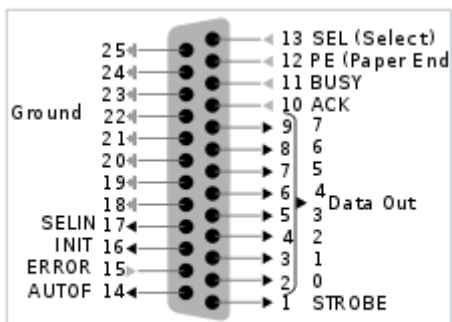 13 SEL (Select)
25
12 PE (Paper End
24
11 BUSY
23
10 ACK
Ground
22
9 7
21
8 6
20
7 5
19
6 4
Data Out
18
5 3
SELIN 17
4 2
INIT 16
3 1
ERROR 15
2 0
AUTOF 14
1 STROBE